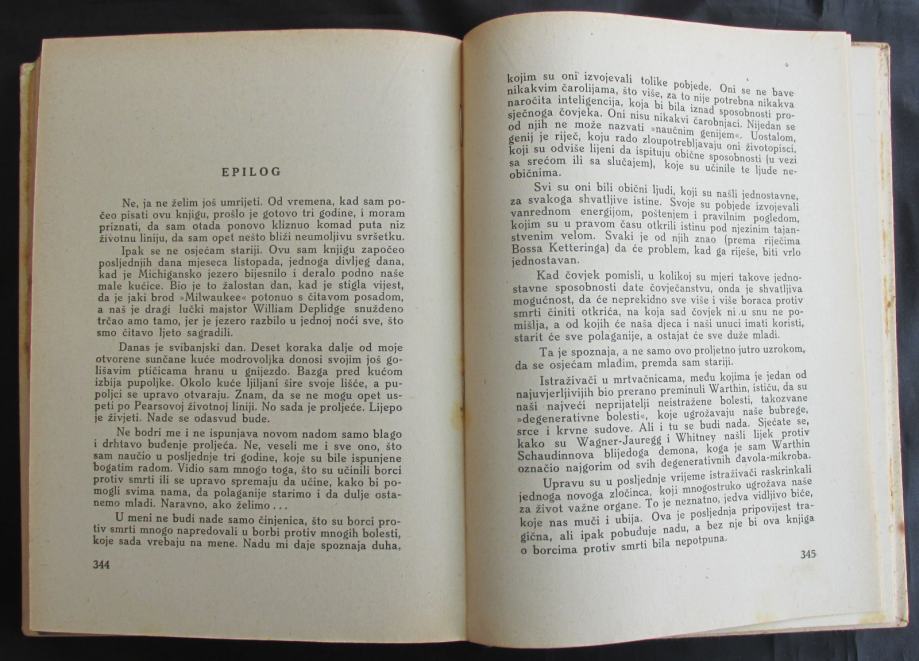 EPILOG
Ne, ja ne želim još umrijeti. Od vremena, kad sam po-
čeo pisati ovu knjigu, prošlo je gotovo tri godine, i moram
priznati, da sam otada ponovo kliznuo komad puta niz
životnu liniju, da sam opet nešto bliži neumoljivu svršetku.
Ipak se ne osjećam stariji. Ovu sam knjigu započeo
posljednjih dana mjeseca listopada, jednoga divljeg dana,
kad je Michigansko jezero bijesnilo i deralo podno naše
male kućice. Bio je to žalostan dan, kad je stigla vijest,
da je jaki brod »Milwaukee« potonuo s čitavom posadom,
a naš je dragi lučki majstor William Deplidge snuždeno
trčao amo tamo, jer je jezero razbilo u jednoj noći sve, što
smo čitavo ljeto sagradili.
Danas je svibanjski dan. Deset koraka dalje od moje
otvorene sunčane kuće modrovoljka donosi svojim još go-
lišavim ptičicama hranu u gnijezdo. Bazga pred kućom
izbija pupoljke. Okolo kuće ljiljani šire svoje lišće, a pu-
poljci se upravo otvaraju. Znam, da se ne mogu opet us-
peti po Pearsovoj životnoj liniji. No sada je proljeće. Lijepo
je živjeti. Nade se odasvud bude.
Ne bodri me i ne ispunjava novom nadom samo blago
i drhtavo buđenje proljeća. Ne, veseli me i sve ono, što
sam naučio u posljednje tri godine, koje su bile ispunjene
bogatim radom. Vidio sam mnogo toga, što su učinili borci
protiv smrti ili se upravo spremaju da učine, kako bi po-
mogli svima nama, da polaganije starimo i da dulje osta-
nemo mladi. Naravno, ako želimo . . .
U meni ne budi nade samo činjenica, što su borci pro-
tiv smrti mnogo napredovali u borbi protiv mnogih bolesti,
koje sada vrebaju na mene. Nadu mi daje spoznaja duha,
344
kojim su oni izvojevali tolike pobjede. Oni se ne bave
nikakvim čarolijama, što više, za to nije potrebna nikakva
naročita inteligencija, koja bi bila iznad sposobnosti pro-
sječnoga čovjeka. Oni nisu nikakvi čarobnjaci. Nijedan se
od njih ne može nazvati »naučnim genijem«. Uostalom,
genij je riječ, koju rado zloupotrebljavaju oni životopisci,
koji su odviše lijeni da ispituju obične sposobnosti (u vezi
sa srećom ili sa slučajem), koje su učinile te ljude ne-
običnima.
Svi su oni bili obični ljudi, koji su našli jednostavne,
za svakoga shvatljive istine. Svoje su pobjede izvojevali
vanrednom energijom, poštenjem i pravilnim pogledom,
kojim su u pravom času otkrili istinu pod njezinim tajan-
stvenim velom. Svaki je od njih znao (prema riječima
Bossa Ketteringa) da će problem, kad ga riješe, biti vrlo
jednostavan.
Kad čovjek pomisli, u kolikoj su mjeri takove jedno-
stavne sposobnosti date čovječanstvu, onda je shvatljiva
mogućnost, da će neprekidno sve više i više boraca protiv
smrti činiti otkrića, na koja sad čovjek ni u snu ne po-
mišlja, a od kojih će naša djeca i naši unuci imati koristi,
starit će sve polaganije, a ostajat će sve duže mladi.
Ta je spoznaja, a ne samo ovo proljetno jutro uzrokom,
da se osjećam mladim, premda sam stariji.
Istraživači u mrtvačnicama, među kojima je jedan od
najuvjerljivijih bio prerano preminuli Warthin, ističu, da su
naši najveći neprijatelji neistražene bolesti, takozvane
»degenerativne bolesti«, koje ugrožavaju naše bubrege,
srce i krvne sudove. Ali i tu se budi nada. Sjećate se,
kako su Wagner-Jauregg i Whitney našli lijek protiv
Schaudinnova blijedoga demona, koga je sam Warthin
označio najgorim od svih degenerativnih đavola-mikroba.
Upravu su u posljednje vrijeme istraživači raskrinkali
jednoga novoga zločinca, koji mnogostruko ugrožava naše
za život važne organe. To je neznatno, jedva vidljivo biće,
koje nas muči i ubija. Ova je posljednja pripovijest tra-
gična, ali ipak pobuđuje nadu, a bez nje bi ova knjiga
o borcima protiv smrti bila nepotpuna.
345